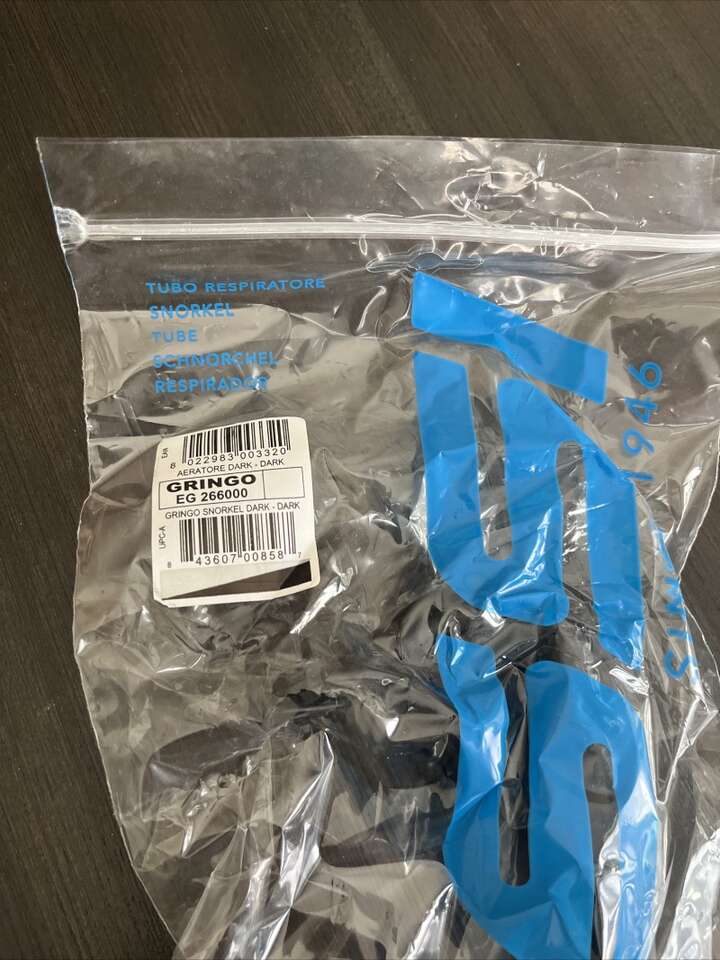 TUBO RESPIRATORE
SNORKEL
TUBE
SCHNORCHEL
RESPIRADOR
SINCE 1946
EAN
8 022983 003320
AERATORE DARK - DARK
GRINGO
EG 266000
GRINGO SNORKEL DARK - DARK
UPC-A
8 43607 00858 7